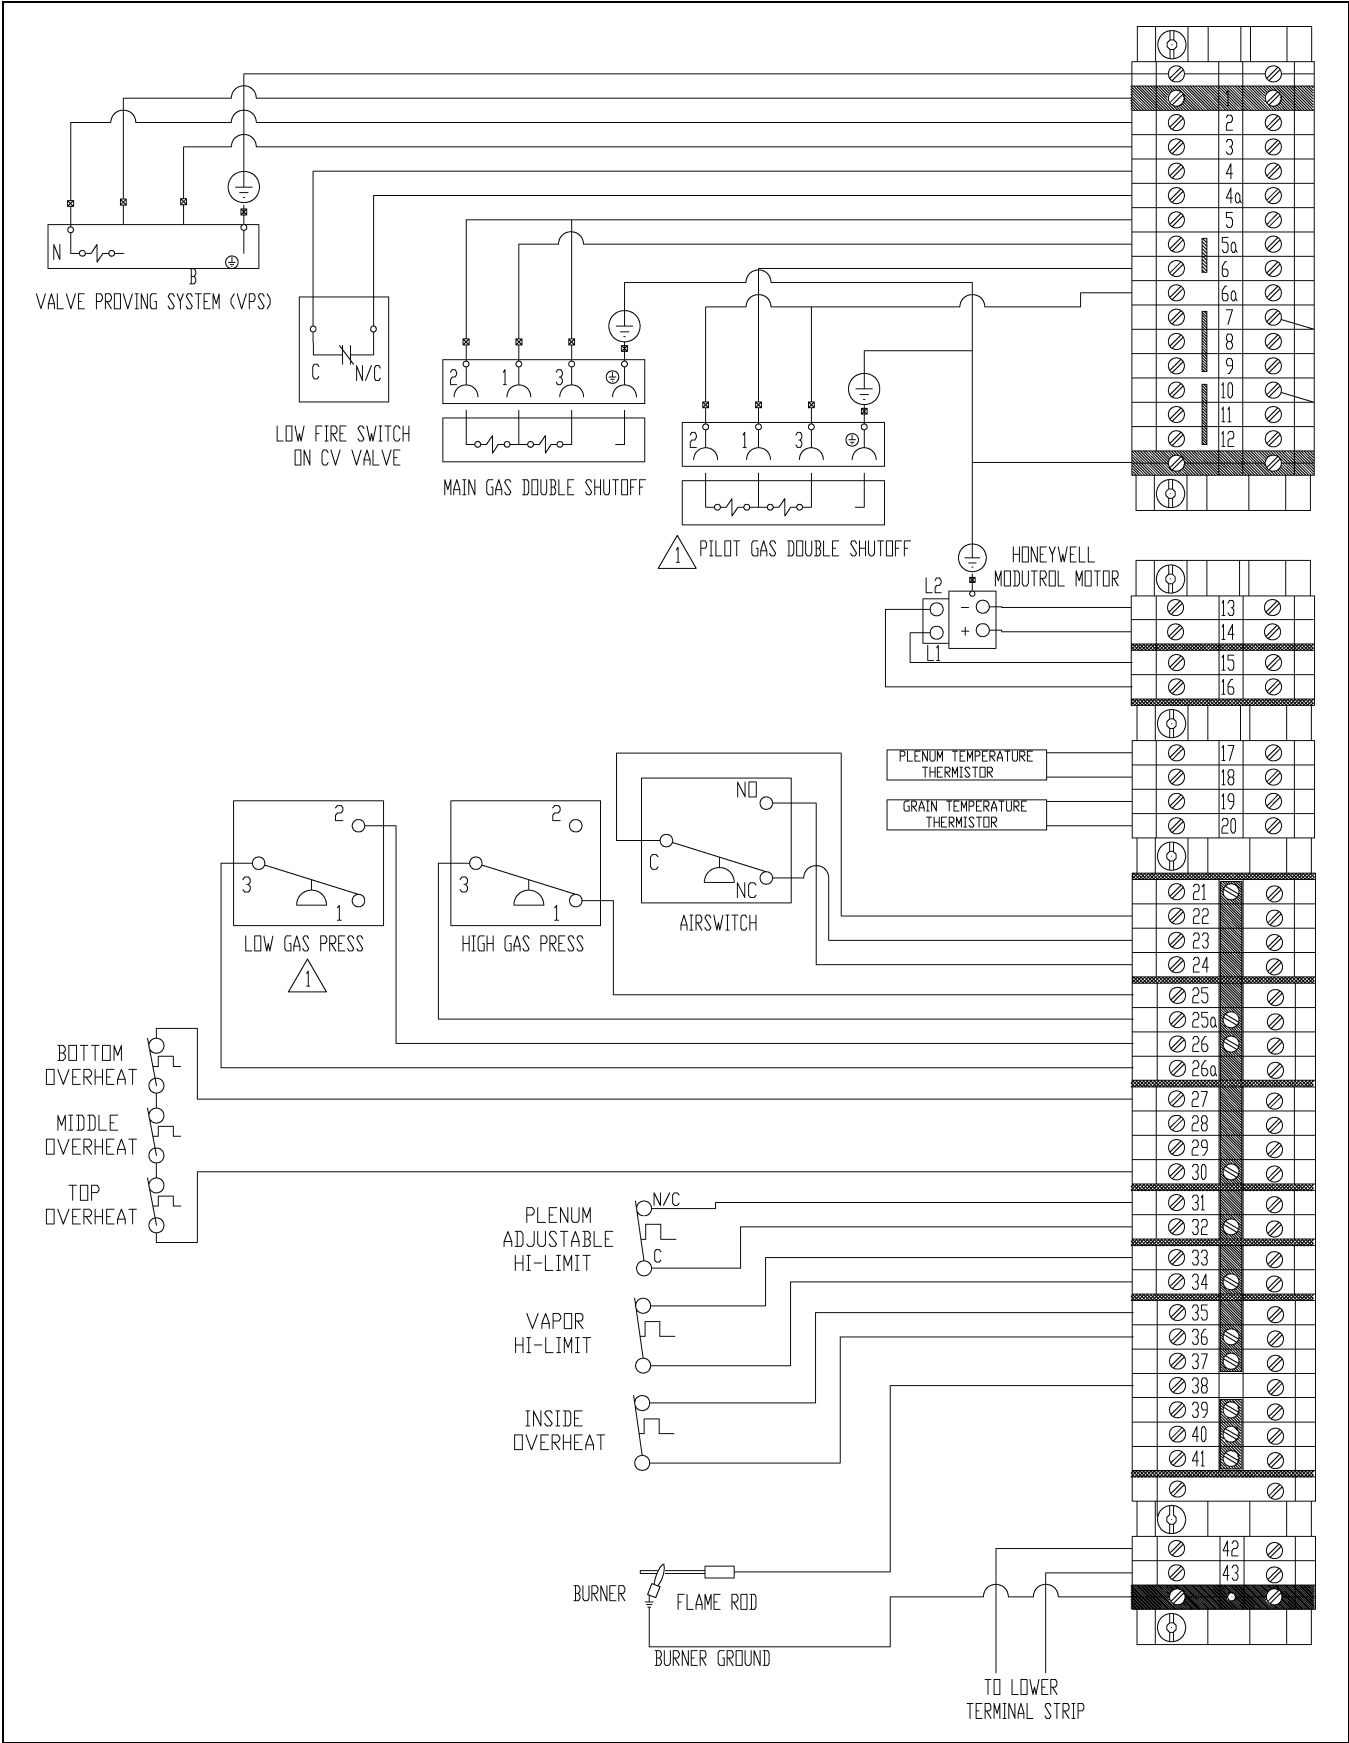 1
2
3
4
4a
5
5a
6
6a
7
8
9
10
11
12
N
B
VALVE PROVING SYSTEM (VPS)
C N/C
LOW FIRE SWITCH
ON CV VALVE
2 1 3
MAIN GAS DOUBLE SHUTOFF
2 1 3
1 PILOT GAS DOUBLE SHUTOFF
HONEYWELL
MODUTROL MOTOR
L2
- 
+
L1
13
14
15
16
PLENUM TEMPERATURE
THERMISTOR
GRAIN TEMPERATURE
THERMISTOR
17
18
19
20
2
3
1
LOW GAS PRESS
1
2
3
1
HIGH GAS PRESS
NO
C
NC
AIRSWITCH
21
22
23
24
25
25a
26
26a
27
28
29
30
31
32
33
34
35
36
37
38
39
40
41
BOTTOM
OVERHEAT
MIDDLE
OVERHEAT
TOP
OVERHEAT
N/C
PLENUM
ADJUSTABLE
HI-LIMIT
C
VAPOR
HI-LIMIT
INSIDE
OVERHEAT
42
43
BURNER
FLAME ROD
BURNER GROUND
TO LOWER
TERMINAL STRIP